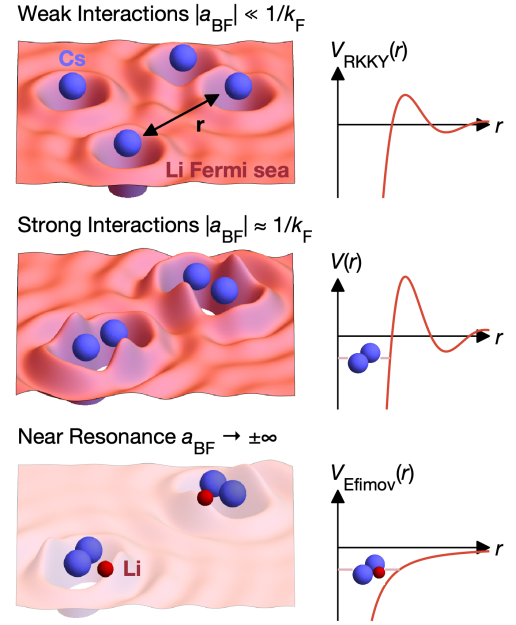 Weak Interactions |a_BF| ≪ 1/k_F
Cs
r
Li Fermi sea
V_RKKY(r)
r
Strong Interactions |a_BF| ≈ 1/k_F
V(r)
r
Near Resonance a_BF → ±∞
Li
V_Efimov(r)
r